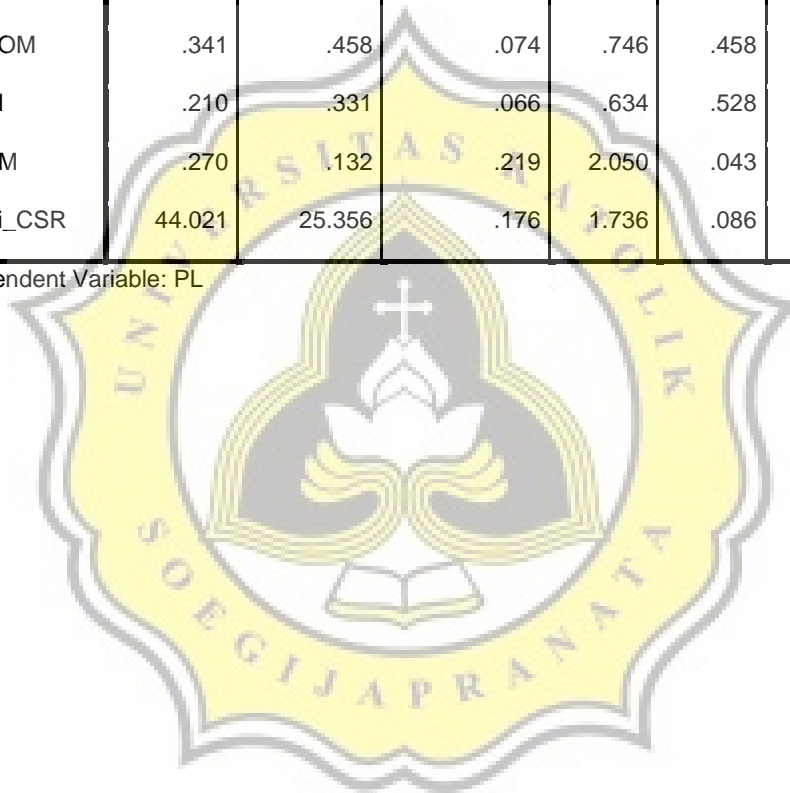 OM .341 .458 .074 .746 .458
I .210 .331 .066 .634 .528
M .270 .132 .219 2.050 .043
i_CSR 44.021 25.356 .176 1.736 .086
endent Variable: PL
UNIVERSITAS KATOLIK
SOEGIJAPRANATA